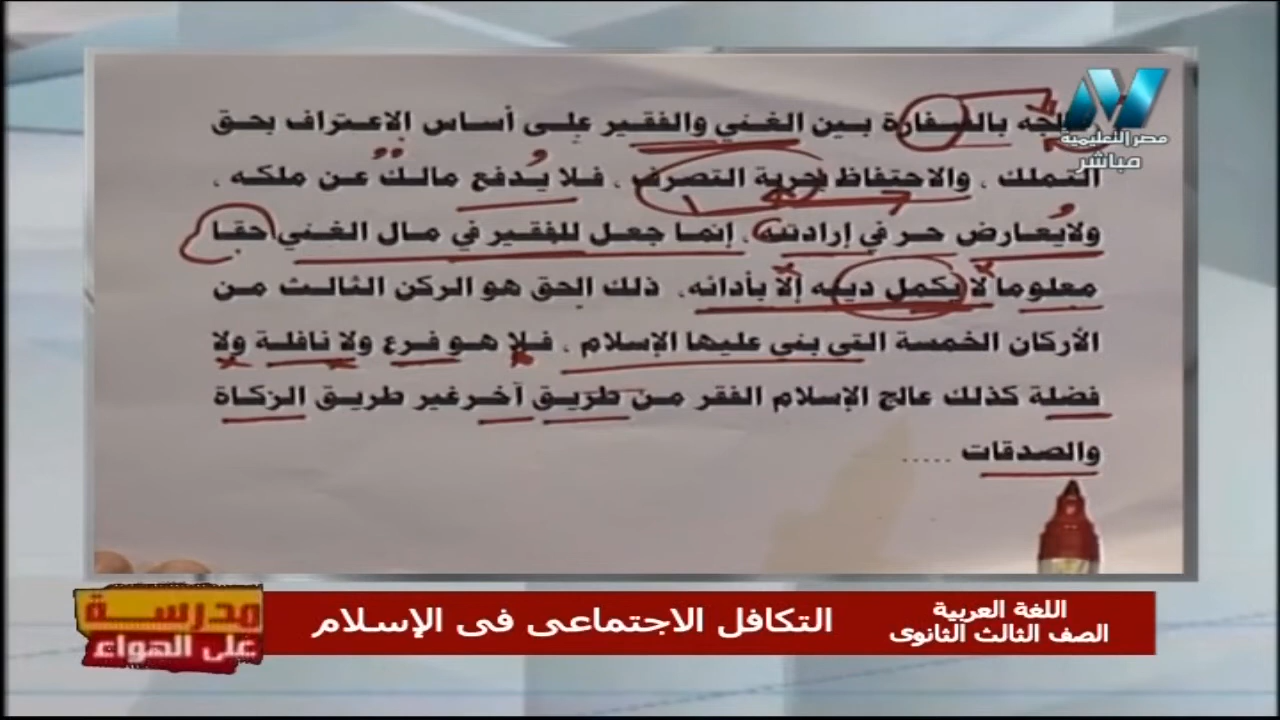 بالسفارة بين الغني والفقير على أساس الاعتراف بحق
التملك ، والاحتفاظ بحرية التصرف ، فلا يُدفع مالكٌ عن ملكه ،
ولا يُعارض حر في إرادته ، إنما جعل للفقير في مال الغني حقا
معلوما لا يكمل دينه إلا بأدائه، ذلك الحق هو الركن الثالث من
الأركان الخمسة التي بني عليها الإسلام ، فلا هو فرع ولا نافلة ولا
فضلة كذلك عالج الإسلام الفقر من طريق آخر غير طريق الزكاة
والصدقات .....
مصر التعليمية
مباشر
مدرسة
على الهواء
التكافل الاجتماعى فى الإسلام
اللغة العربية
الصف الثالث الثانوى